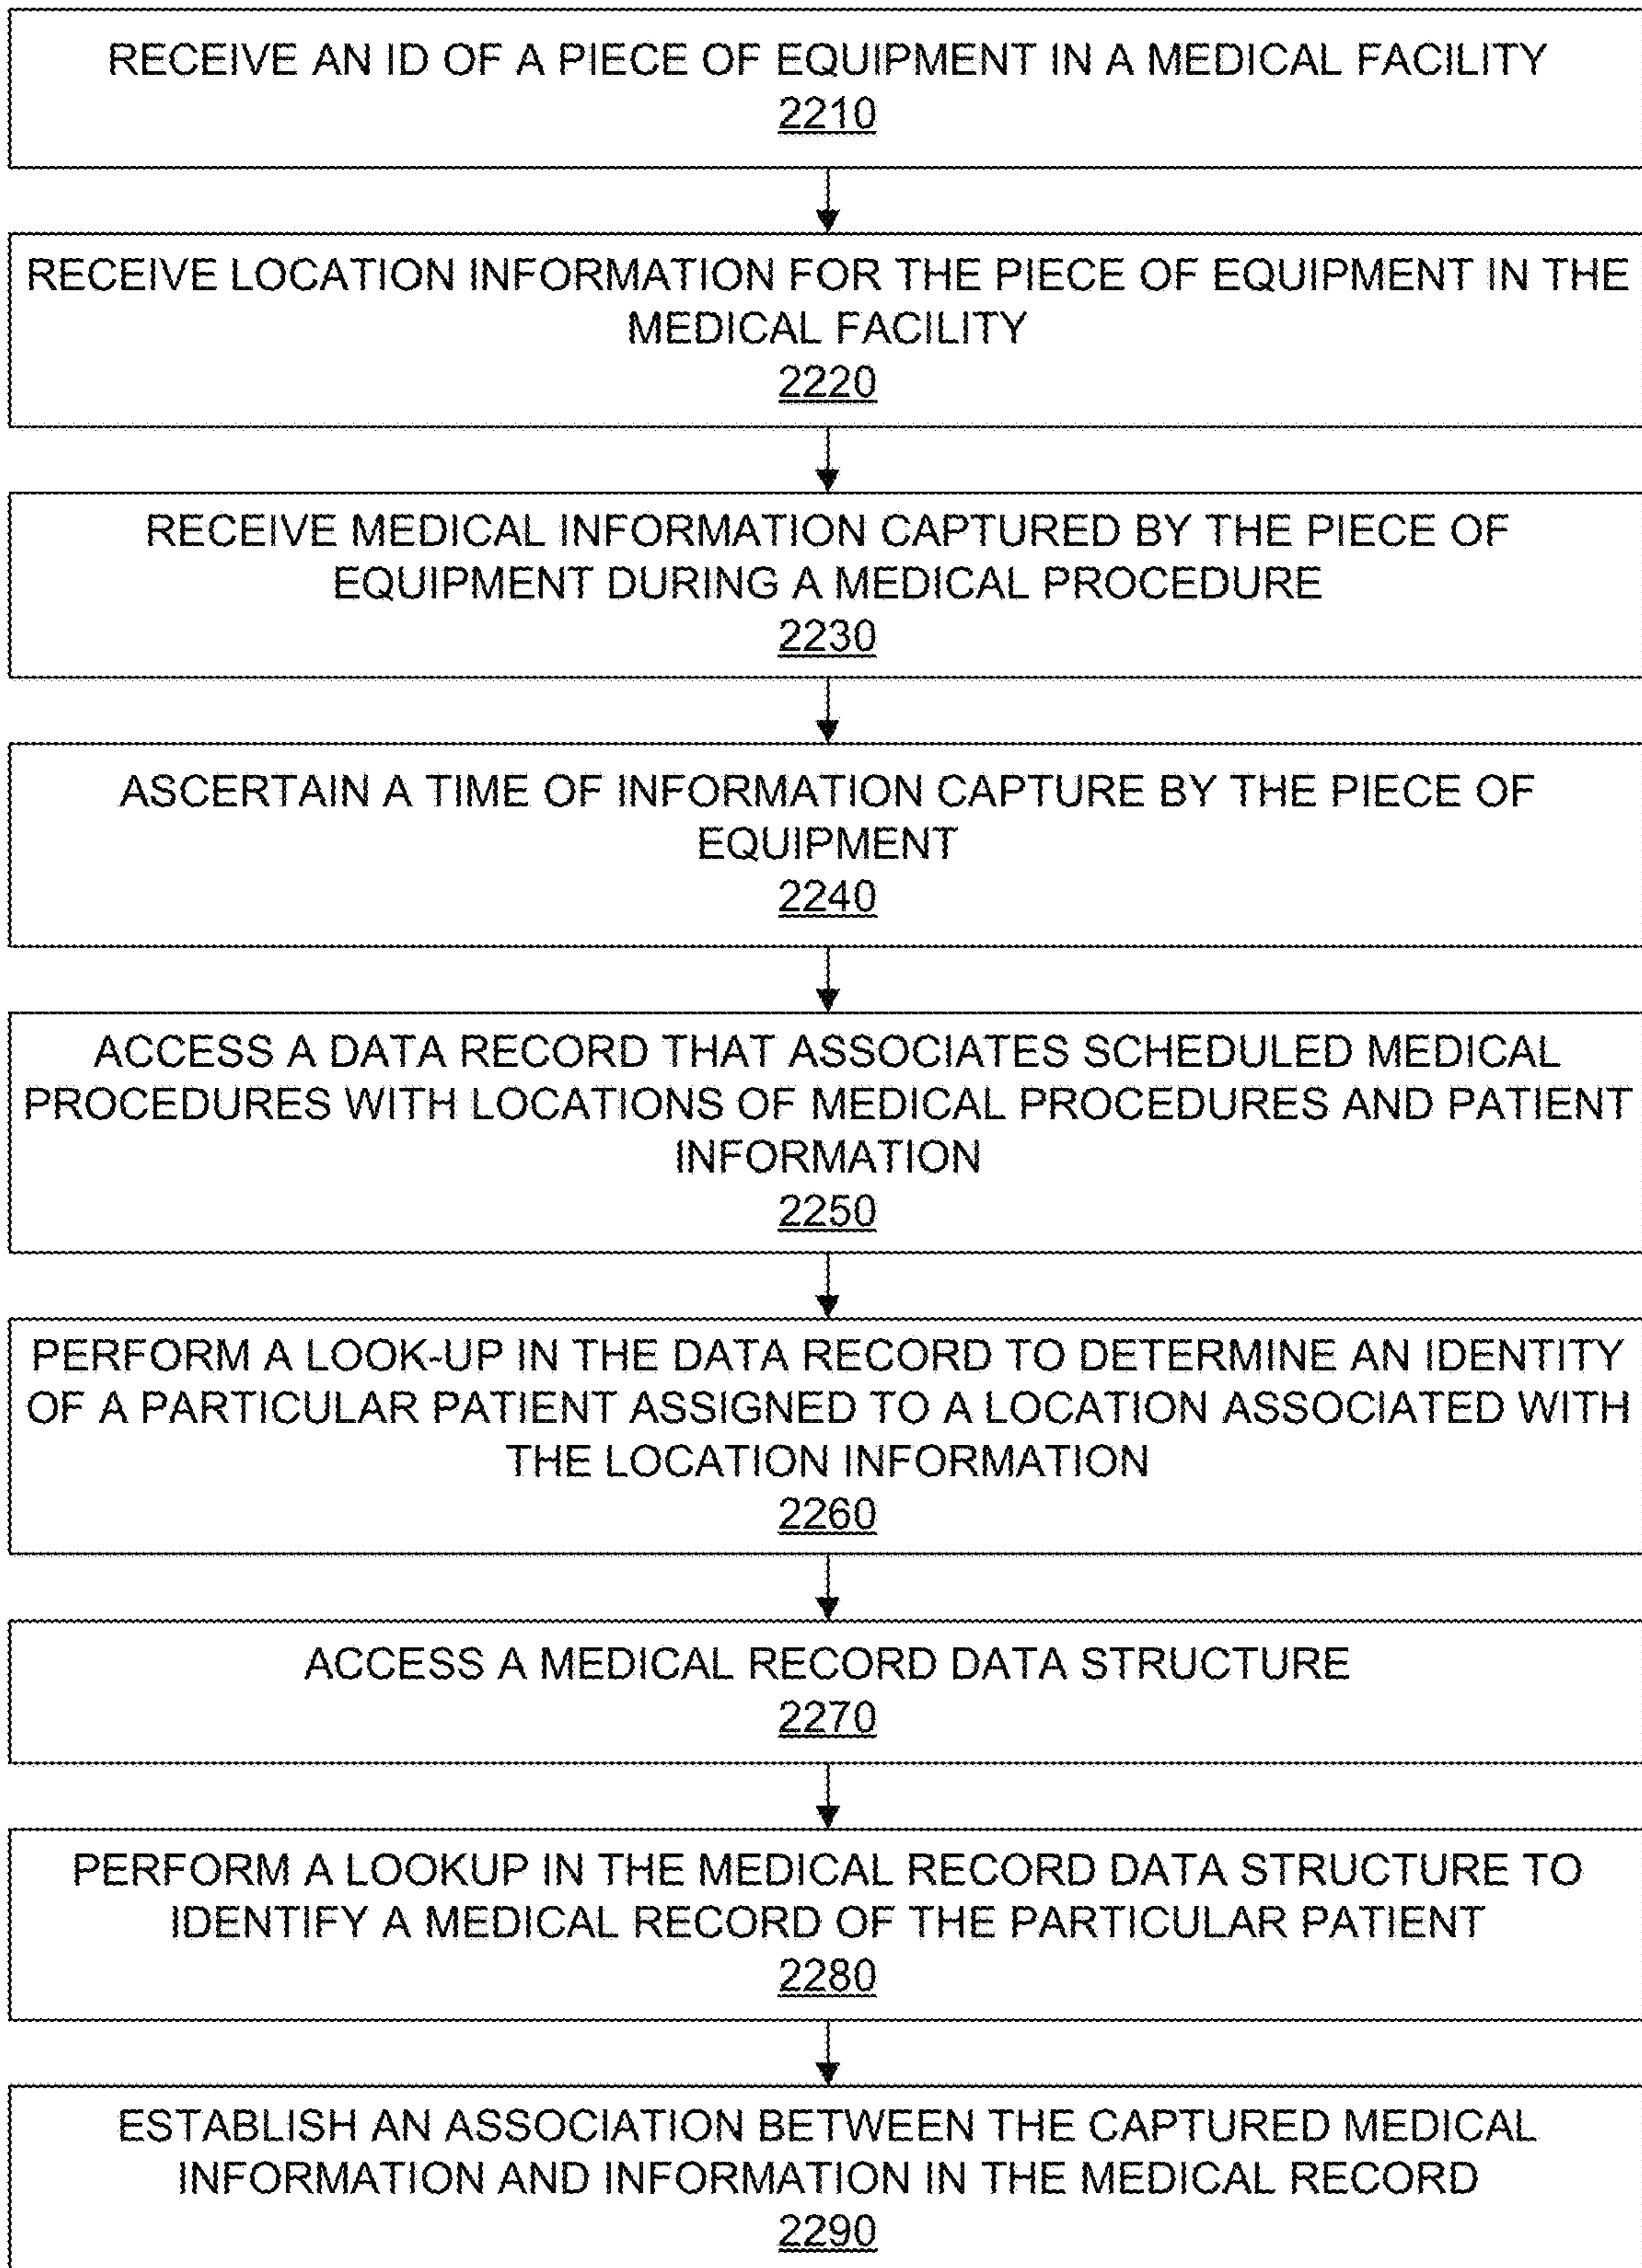 RECEIVE AN ID OF A PIECE OF EQUIPMENT IN A MEDICAL FACILITY
2210
RECEIVE LOCATION INFORMATION FOR THE PIECE OF EQUIPMENT IN THE
MEDICAL FACILITY
2220
RECEIVE MEDICAL INFORMATION CAPTURED BY THE PIECE OF
EQUIPMENT DURING A MEDICAL PROCEDURE
2230
ASCERTAIN A TIME OF INFORMATION CAPTURE BY THE PIECE OF
EQUIPMENT
2240
ACCESS A DATA RECORD THAT ASSOCIATES SCHEDULED MEDICAL
PROCEDURES WITH LOCATIONS OF MEDICAL PROCEDURES AND PATIENT
INFORMATION
2250
PERFORM A LOOK-UP IN THE DATA RECORD TO DETERMINE AN IDENTITY
OF A PARTICULAR PATIENT ASSIGNED TO A LOCATION ASSOCIATED WITH
THE LOCATION INFORMATION
2260
ACCESS A MEDICAL RECORD DATA STRUCTURE
2270
PERFORM A LOOKUP IN THE MEDICAL RECORD DATA STRUCTURE TO
IDENTIFY A MEDICAL RECORD OF THE PARTICULAR PATIENT
2280
ESTABLISH AN ASSOCIATION BETWEEN THE CAPTURED MEDICAL
INFORMATION AND INFORMATION IN THE MEDICAL RECORD
2290